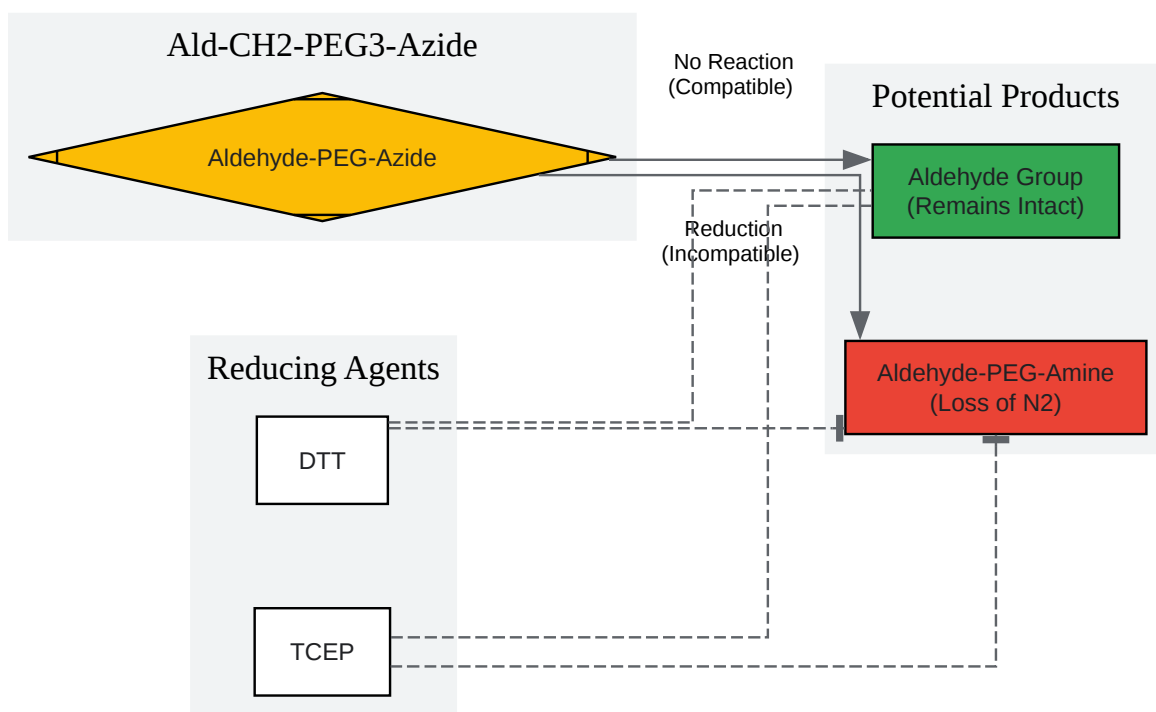 Ald-CH2-PEG3-Azide
Aldehyde-PEG-Azide
No Reaction
(Compatible)
Potential Products
Aldehyde Group
(Remains Intact)
Reduction
(Incompatible)
Reducing Agents
Aldehyde-PEG-Amine
(Loss of N2)
DTT
TCEP